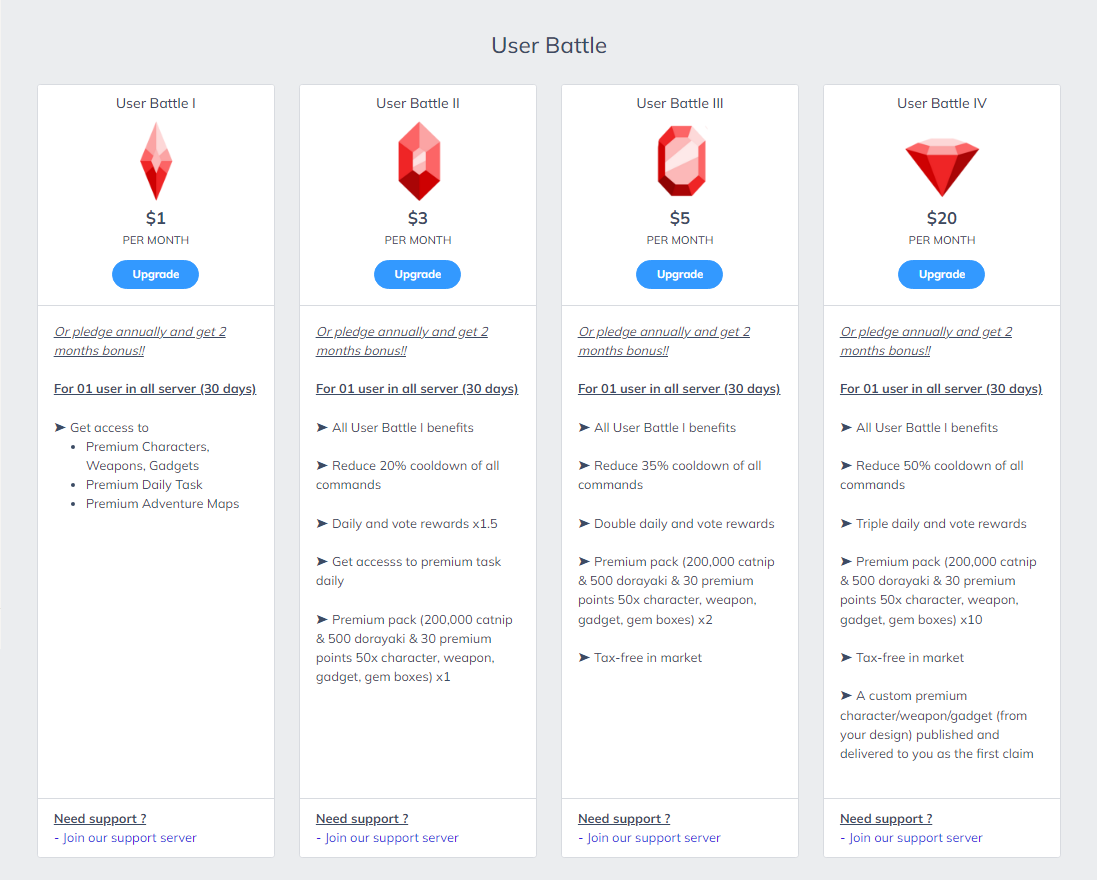 User Battle
User Battle I
$1
PER MONTH
Upgrade
Or pledge annually and get 2
months bonus!!
For 01 user in all server (30 days)
➤ Get access to
• Premium Characters,
Weapons, Gadgets
• Premium Daily Task
• Premium Adventure Maps
Need support ?
- Join our support server
User Battle II
$3
PER MONTH
Upgrade
Or pledge annually and get 2
months bonus!!
For 01 user in all server (30 days)
➤ All User Battle I benefits
➤ Reduce 20% cooldown of all
commands
➤ Daily and vote rewards x1.5
➤ Get accesss to premium task
daily
➤ Premium pack (200,000 catnip
& 500 dorayaki & 30 premium
points 50x character, weapon,
gadget, gem boxes) x1
Need support ?
- Join our support server
User Battle III
$5
PER MONTH
Upgrade
Or pledge annually and get 2
months bonus!!
For 01 user in all server (30 days)
➤ All User Battle I benefits
➤ Reduce 35% cooldown of all
commands
➤ Double daily and vote rewards
➤ Premium pack (200,000 catnip
& 500 dorayaki & 30 premium
points 50x character, weapon,
gadget, gem boxes) x2
➤ Tax-free in market
Need support ?
- Join our support server
User Battle IV
$20
PER MONTH
Upgrade
Or pledge annually and get 2
months bonus!!
For 01 user in all server (30 days)
➤ All User Battle I benefits
➤ Reduce 50% cooldown of all
commands
➤ Triple daily and vote rewards
➤ Premium pack (200,000 catnip
& 500 dorayaki & 30 premium
points 50x character, weapon,
gadget, gem boxes) x10
➤ Tax-free in market
➤ A custom premium
character/weapon/gadget (from
your design) published and
delivered to you as the first claim
Need support ?
- Join our support server